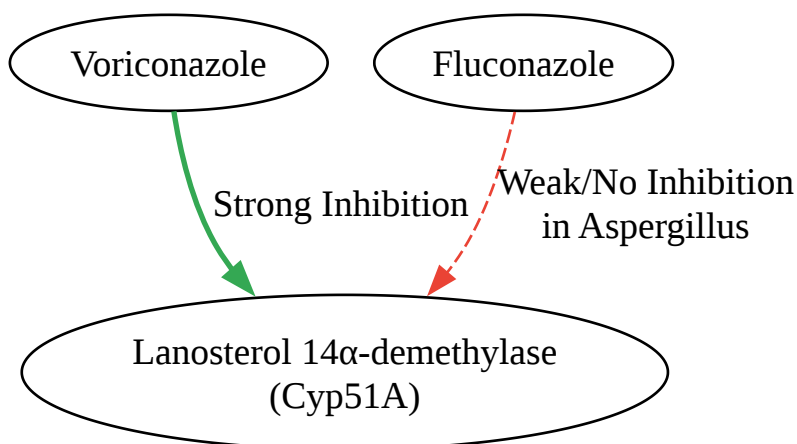 Voriconazole
Fluconazole
Strong Inhibition
Weak/No Inhibition
in Aspergillus
Lanosterol 14α-demethylase
(Cyp51A)